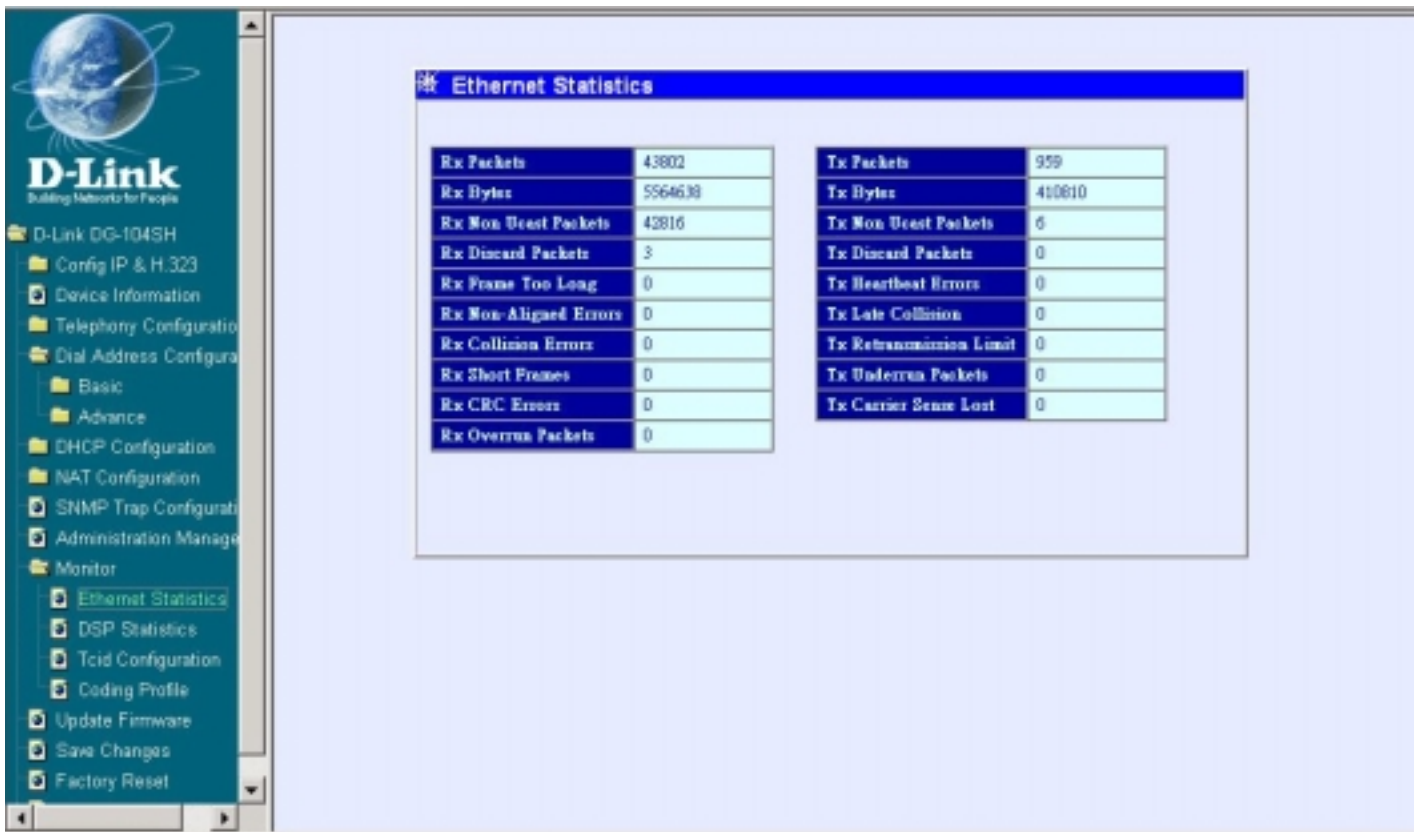 D-Link
Building Networks for People
D-Link DG-104SH
Config IP & H.323
Device Information
Telephony Configuratio
Dial Address Configura
Basic
Advance
DHCP Configuration
NAT Configuration
SNMP Trap Configurati
Administration Manage
Monitor
Ethernet Statistics
DSP Statistics
Tcid Configuration
Coding Profile
Update Firmware
Save Changes
Factory Reset
Ethernet Statistics
Rx Packets 43802
Rx Bytes 5564638
Rx Non Ucast Packets 42816
Rx Discard Packets 3
Rx Frame Too Long 0
Rx Non-Aligned Errors 0
Rx Collision Errors 0
Rx Short Frames 0
Rx CRC Errors 0
Rx Overrun Packets 0
Tx Packets 959
Tx Bytes 410810
Tx Non Ucast Packets 6
Tx Discard Packets 0
Tx Heartbeat Errors 0
Tx Late Collision 0
Tx Retransmission Limit 0
Tx Underrun Packets 0
Tx Carrier Sense Lost 0